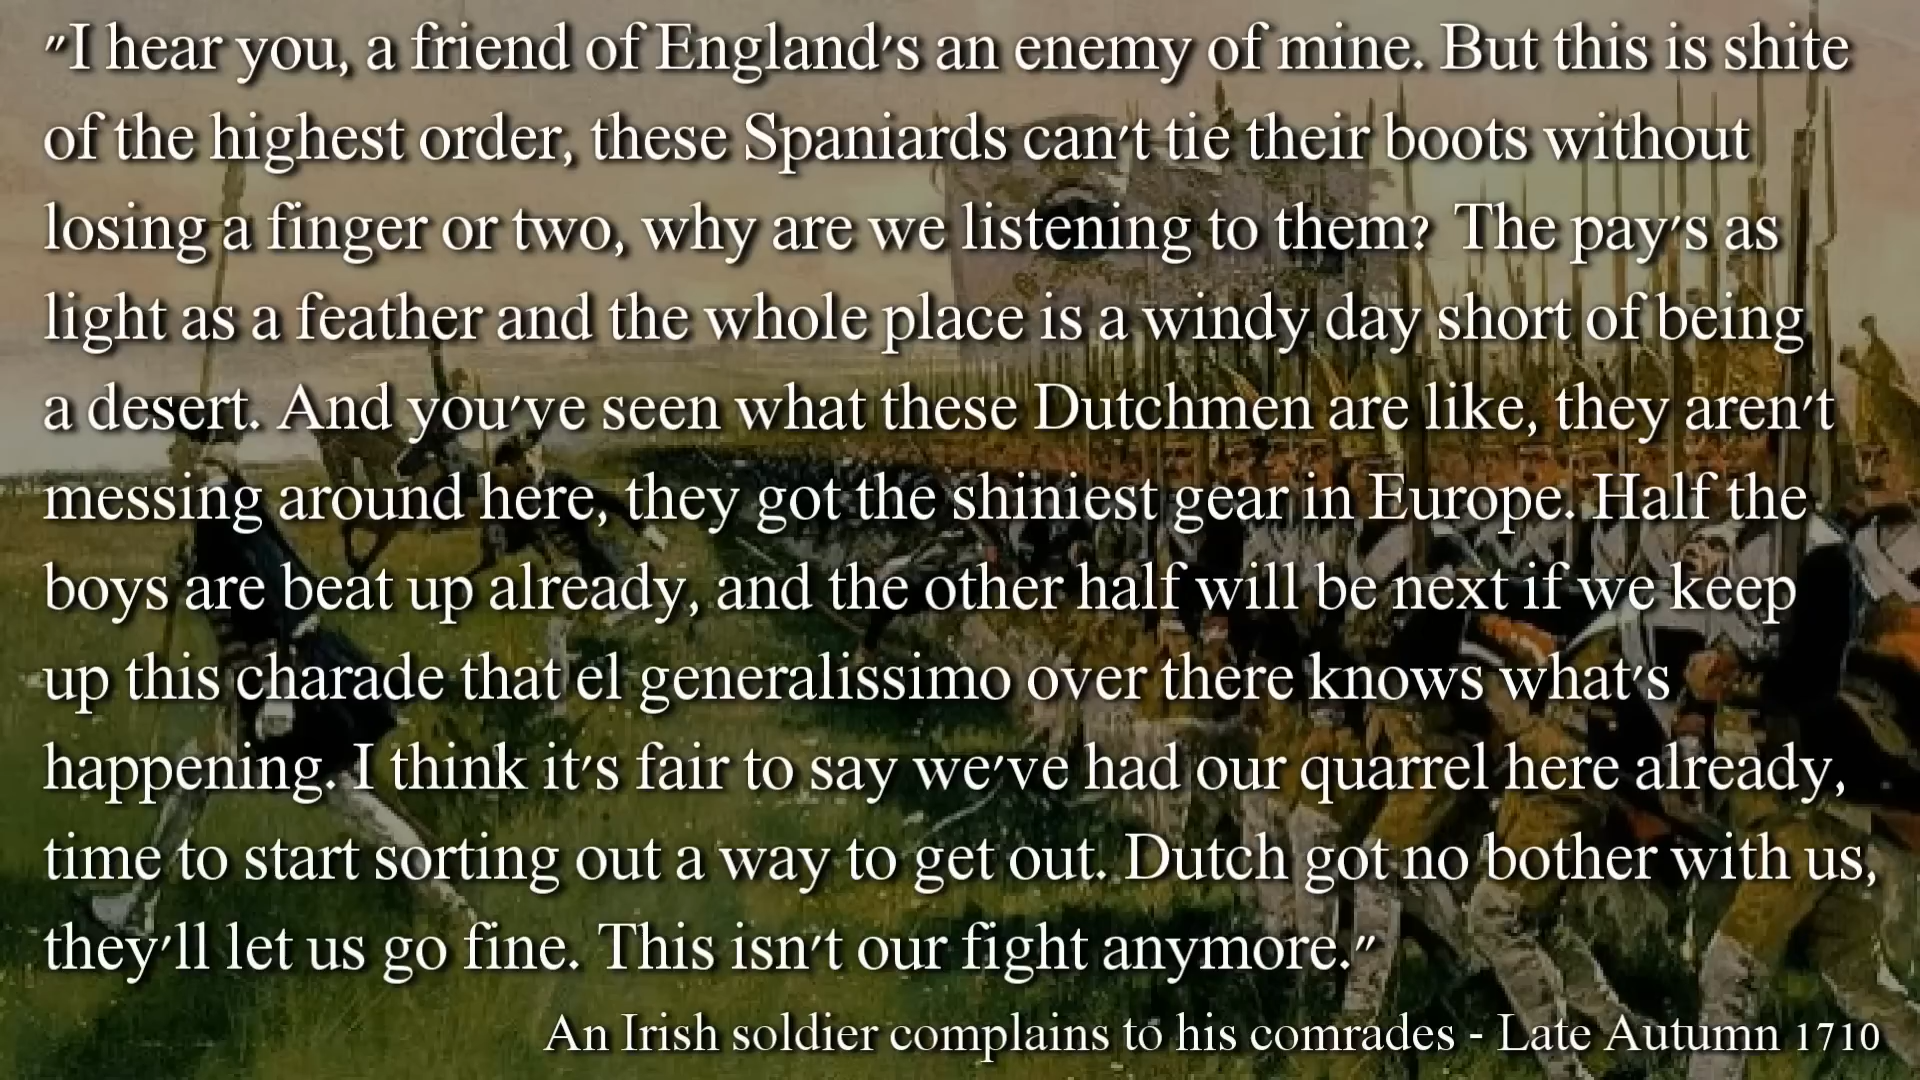 "I hear you, a friend of England's an enemy of mine. But this is shite
of the highest order, these Spaniards can't tie their boots without
losing a finger or two, why are we listening to them? The pay's as
light as a feather and the whole place is a windy day short of being
a desert. And you've seen what these Dutchmen are like, they aren't
messing around here, they got the shiniest gear in Europe. Half the
boys are beat up already, and the other half will be next if we keep
up this charade that el generalissimo over there knows what's
happening. I think it's fair to say we've had our quarrel here already,
time to start sorting out a way to get out. Dutch got no bother with us,
they'll let us go fine. This isn't our fight anymore."
An Irish soldier complains to his comrades - Late Autumn 1710